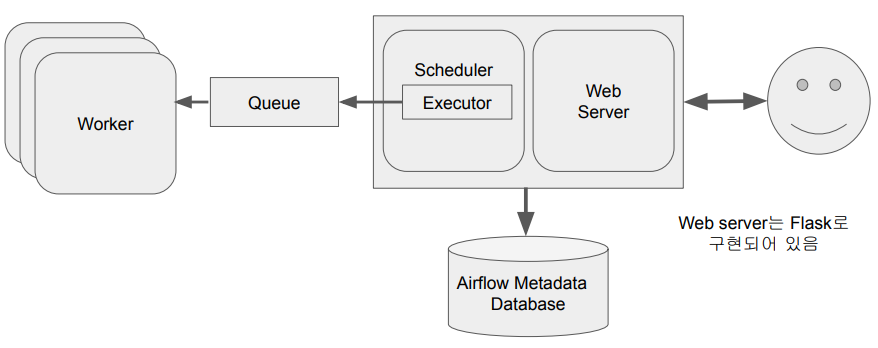 Worker
Queue
Scheduler
Executor
Web
Server
Web server는 Flask로
구현되어 있음
Airflow Metadata
Database